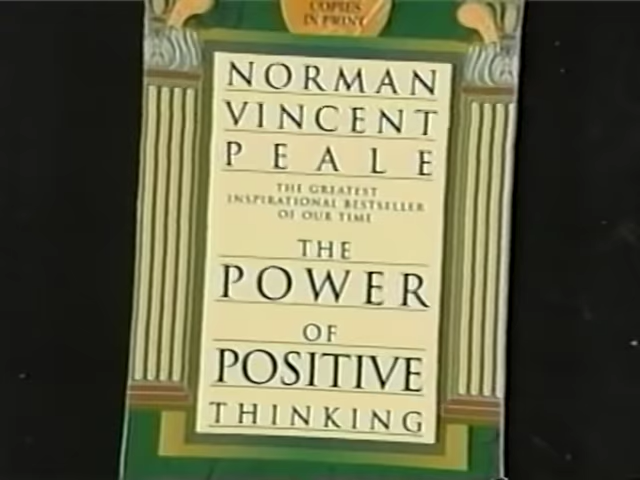 COPIES
IN PRINT
NORMAN
VINCENT
PEALE
THE GREATEST
INSPIRATIONAL BESTSELLER
OF OUR TIME
THE
POWER
OF
POSITIVE
THINKING